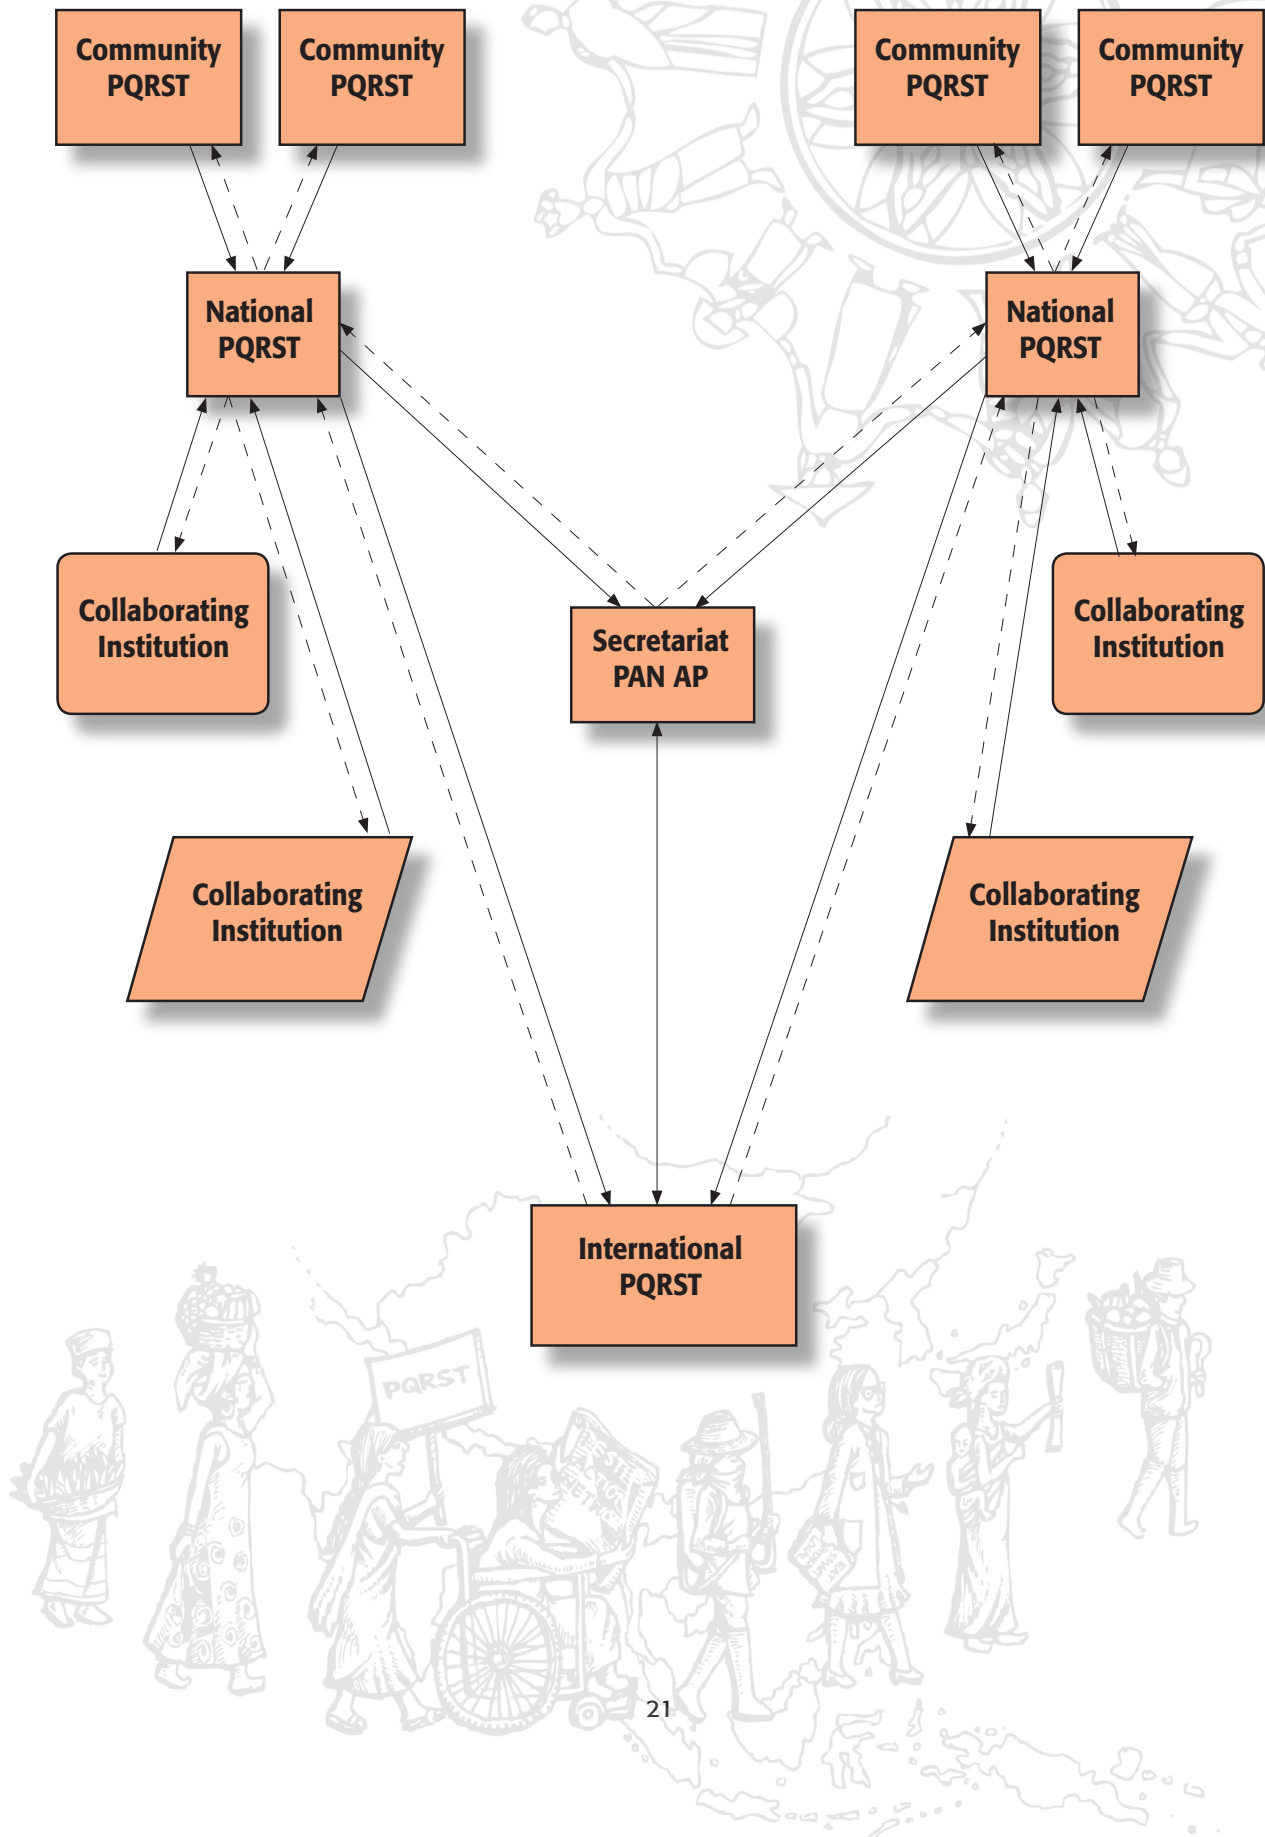 Community
PQRST
Community
PQRST
Community
PQRST
Community
PQRST
National
PQRST
National
PQRST
Collaborating
Institution
Secretariat
PAN AP
Collaborating
Institution
Collaborating
Institution
Collaborating
Institution
International
PQRST
PQRST
21